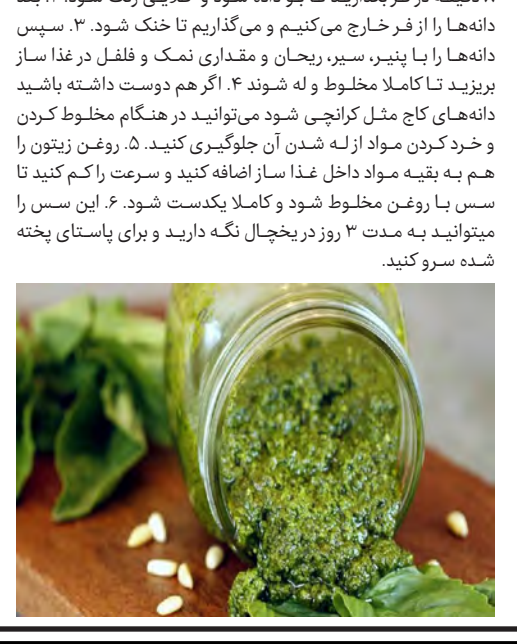 دانه‌ها را از فر خارج می‌کنیم و می‌گذاریم تا خنک شود. ۳. سپس
دانه‌ها را با پنیر، سیر، ریحان و مقداری نمک و فلفل در غذا ساز
بریزید تا کاملا مخلوط و له شوند ۴. اگر هم دوست داشته باشید
دانه‌های کاج مثل کرانچی شود می‌توانید در هنگام مخلوط کردن
و خرد کردن مواد از له شدن آن جلوگیری کنید. ۵. روغن زیتون را
هم به بقیه مواد داخل غذا ساز اضافه کنید و سرعت را کم کنید تا
سس با روغن مخلوط شود و کاملا یکدست شود. ۶. این سس را
میتوانید به مدت ۳ روز در یخچال نگه دارید و برای پاستای پخته
شده سرو کنید.